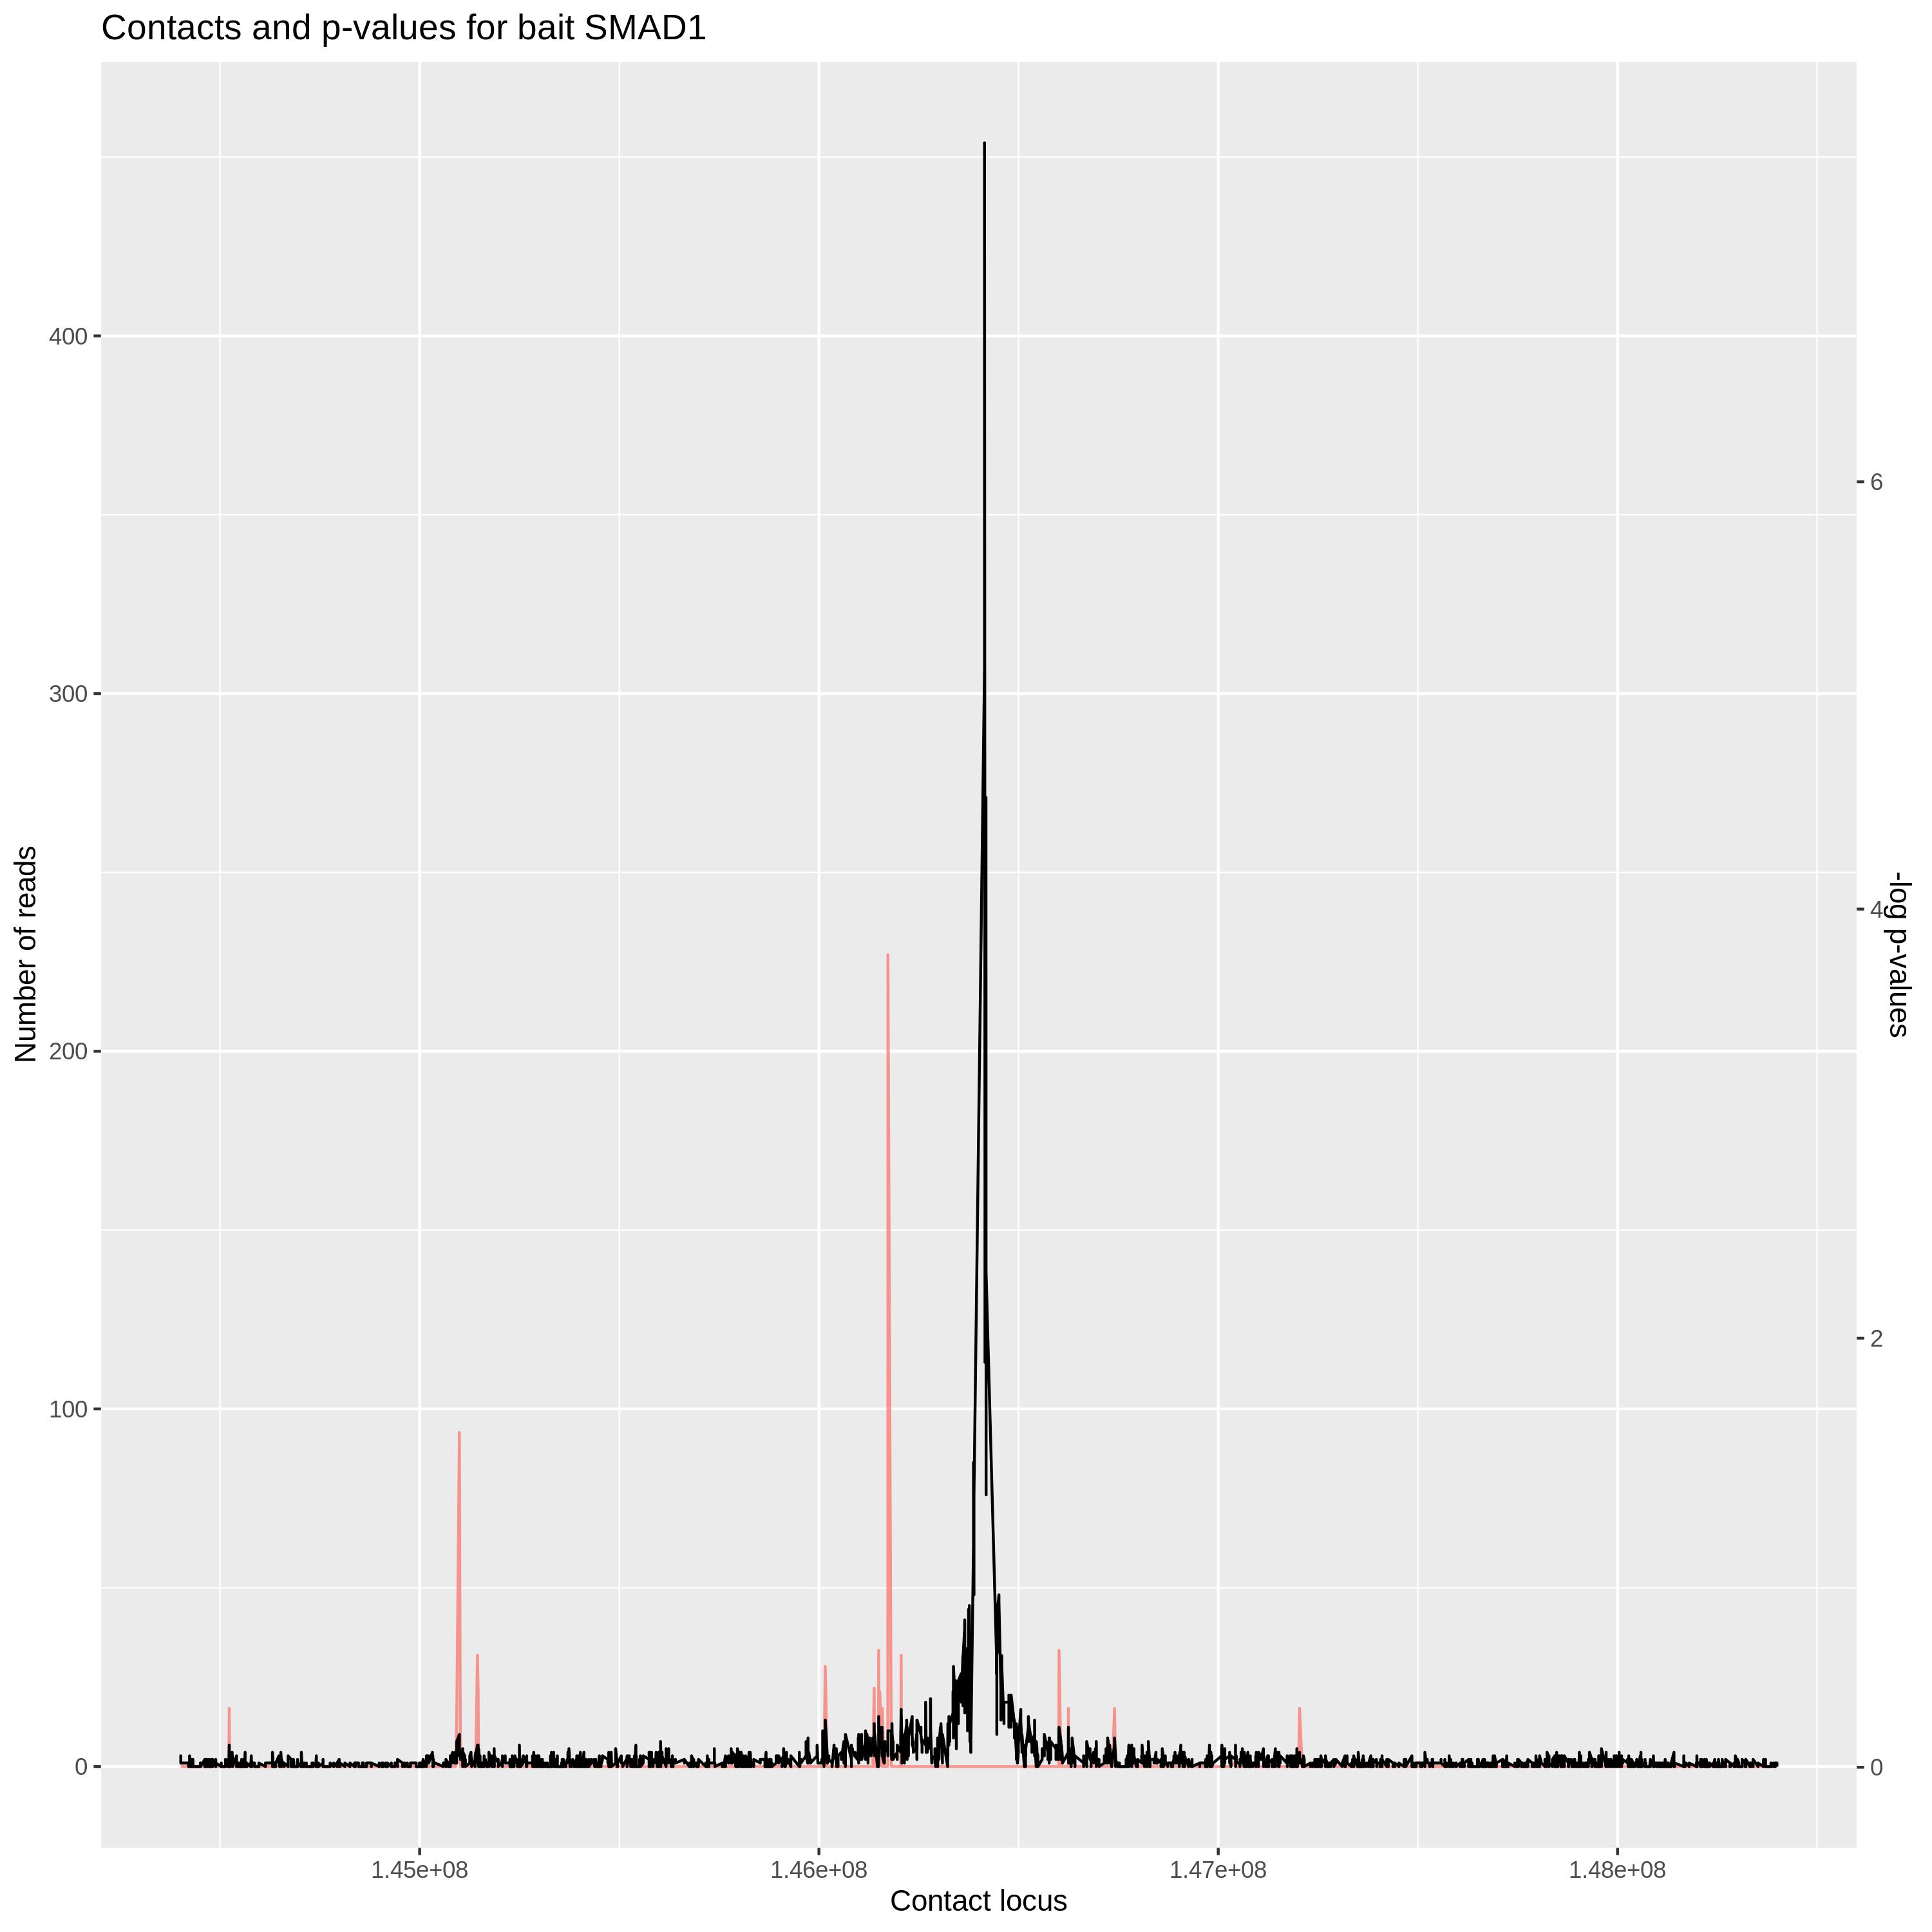 Contacts and p-values for bait SMAD1
Number of reads
400
300
200
100
0
6
4
2
0
-log p-values
1.45e+08
1.46e+08
1.47e+08
1.48e+08
Contact locus